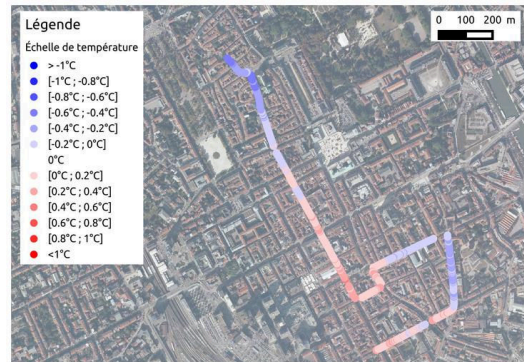 Légende
Échelle de température
> -1°C
[-1°C ; -0.8°C]
[-0.8°C ; -0.6°C]
[-0.6°C ; -0.4°C]
[-0.4°C ; -0.2°C]
[-0.2°C ; 0°C]
0°C
[0°C ; 0.2°C]
[0.2°C ; 0.4°C]
[0.4°C ; 0.6°C]
[0.6°C ; 0.8°C]
[0.8°C ; 1°C]
<1°C
0 100 200 m